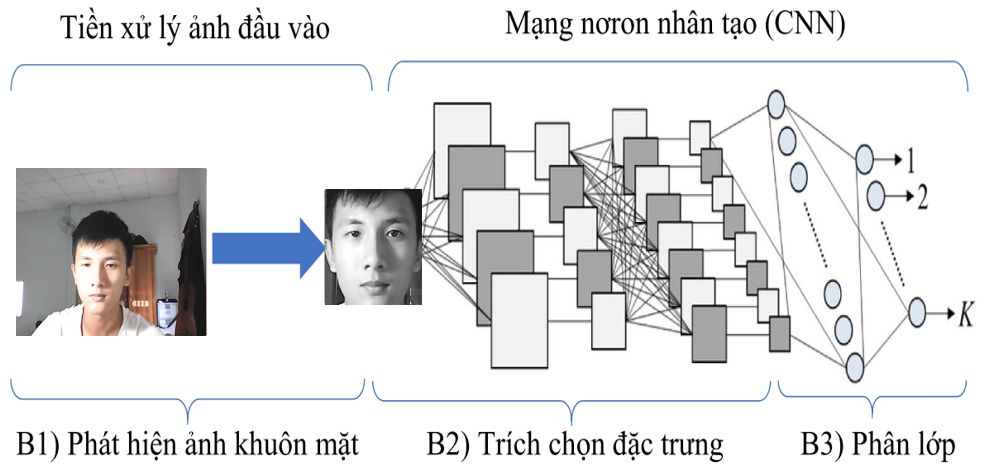 Tiền xử lý ảnh đầu vào
Mạng nơron nhân tạo (CNN)
1
2
K
B1) Phát hiện ảnh khuôn mặt
B2) Trích chọn đặc trưng
B3) Phân lớp